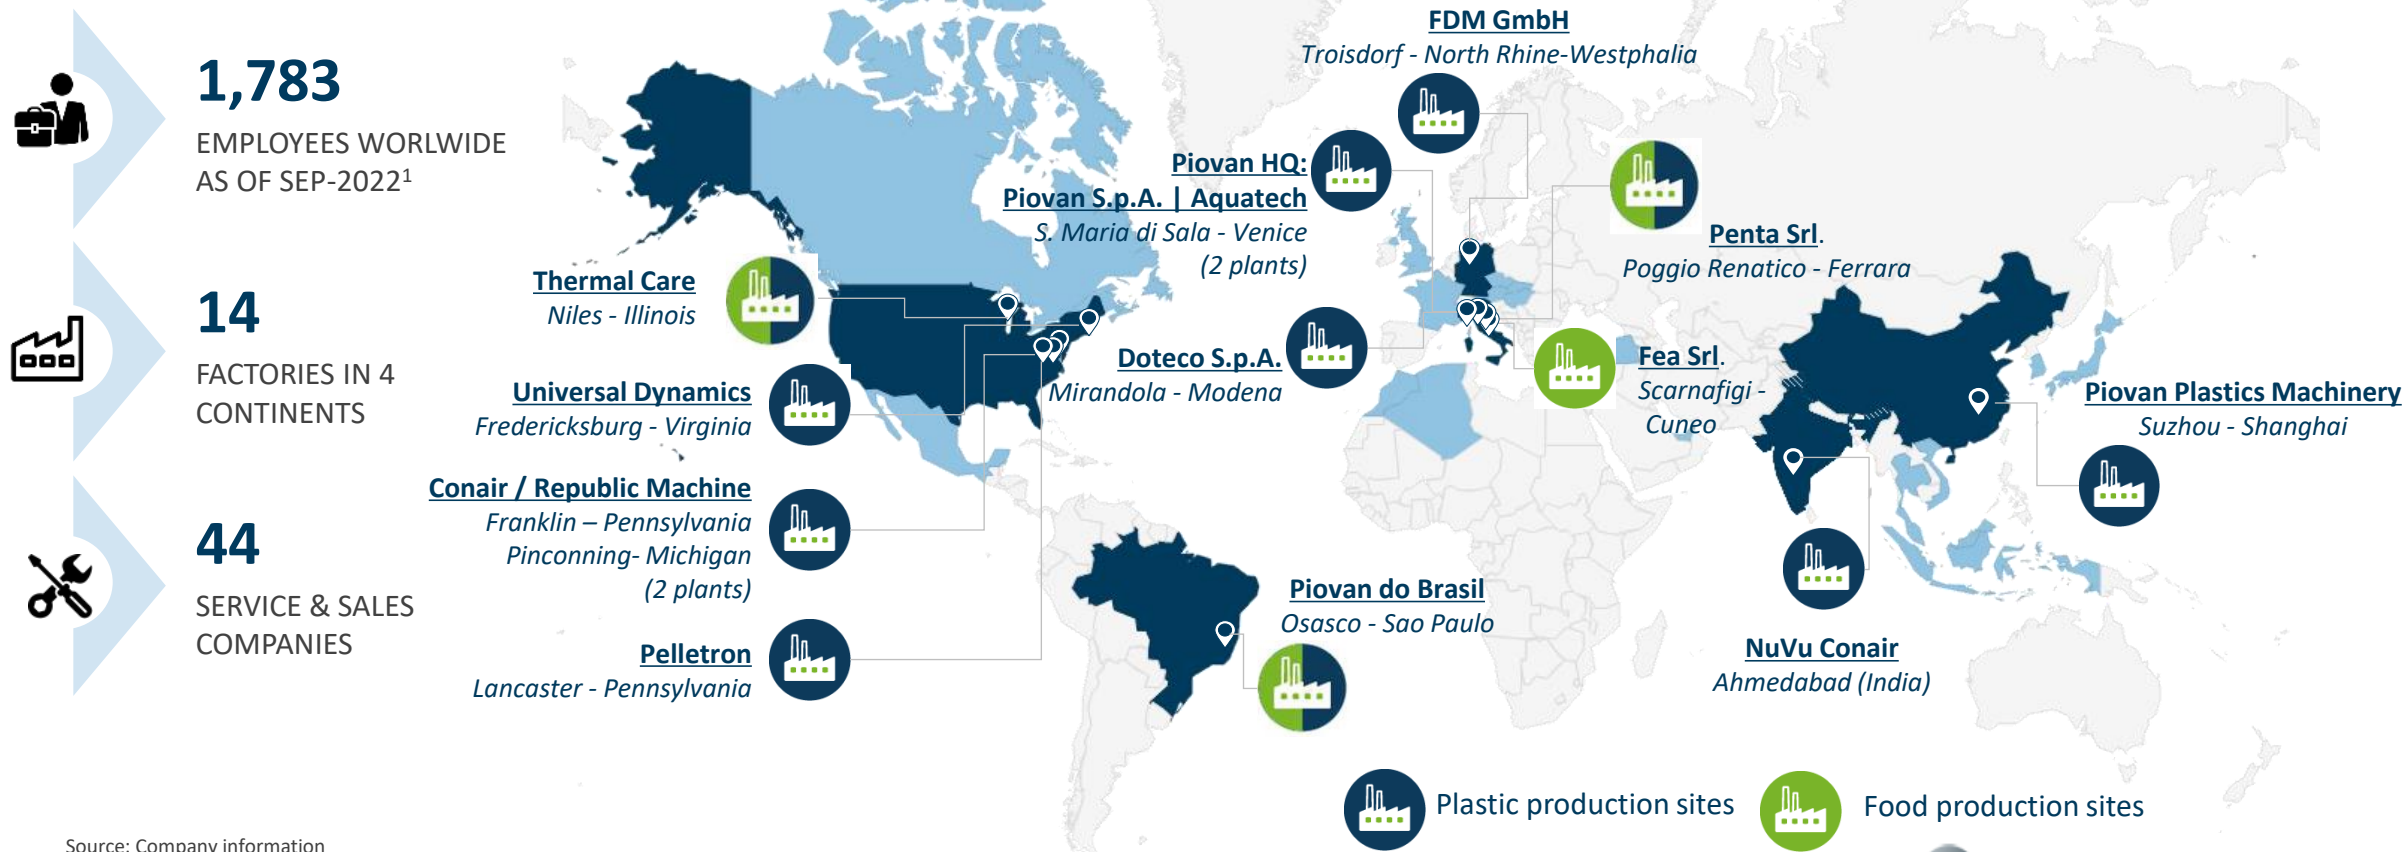 1,783
EMPLOYEES WORLWIDE
AS OF SEP-2022¹
14
FACTORIES IN 4
CONTINENTS
44
SERVICE & SALES
COMPANIES
Thermal Care
Niles - Illinois
Universal Dynamics
Fredericksburg - Virginia
Conair / Republic Machine
Franklin – Pennsylvania
Pinconning- Michigan
(2 plants)
Pelletron
Lancaster - Pennsylvania
FDM GmbH
Troisdorf - North Rhine-Westphalia
Piovan HQ:
Piovan S.p.A. | Aquatech
S. Maria di Sala - Venice
(2 plants)
Penta Srl.
Poggio Renatico - Ferrara
Doteco S.p.A.
Mirandola - Modena
Fea Srl.
Scarnafigi -
Cuneo
Piovan Plastics Machinery
Suzhou - Shanghai
Piovan do Brasil
Osasco - Sao Paulo
NuVu Conair
Ahmedabad (India)
Plastic production sites
Food production sites
Source: Company information